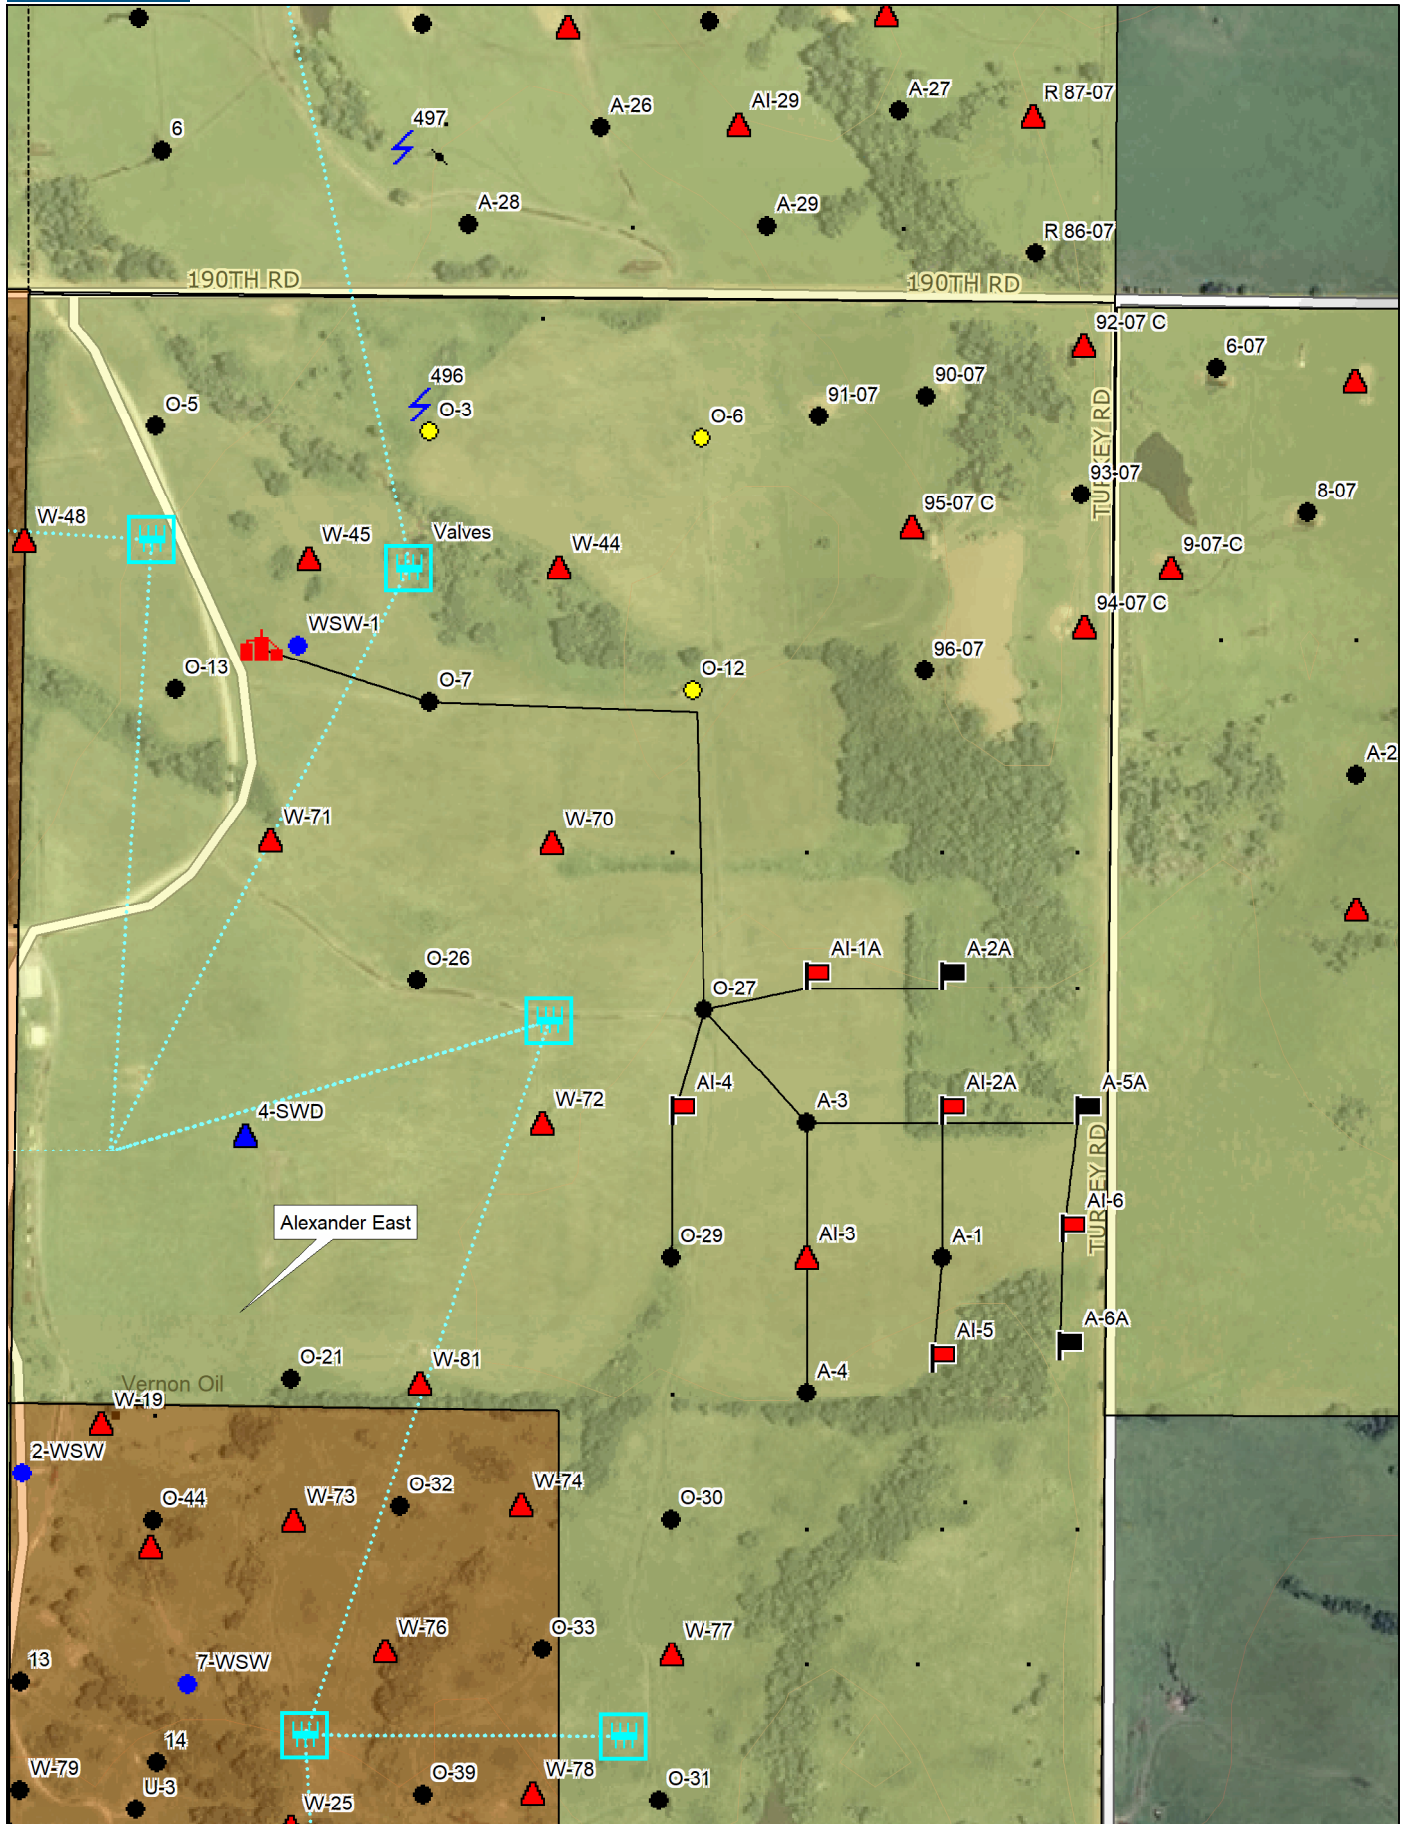 497
A-26
AI-29
A-27
R 87-07
6
A-28
A-29
R 86-07
190TH RD
190TH RD
92-07 C
6-07
496
O-3
O-5
O-6
91-07
90-07
TURKEY RD
93-07
8-07
W-48
W-45
Valves
W-44
95-07 C
9-07-C
94-07 C
WSW-1
O-13
O-7
O-12
96-07
A-2
W-71
W-70
O-26
O-27
AI-1A
A-2A
AI-4
A-3
AI-2A
A-5A
4-SWD
W-72
TURKEY RD
AI-6
Alexander East
O-29
AI-3
A-1
A-6A
AI-5
O-21
W-81
A-4
Vernon Oil
W-19
2-WSW
O-44
W-73
O-32
W-74
O-30
W-76
O-33
W-77
13
7-WSW
14
W-79
U-3
O-39
W-78
O-31
W-25